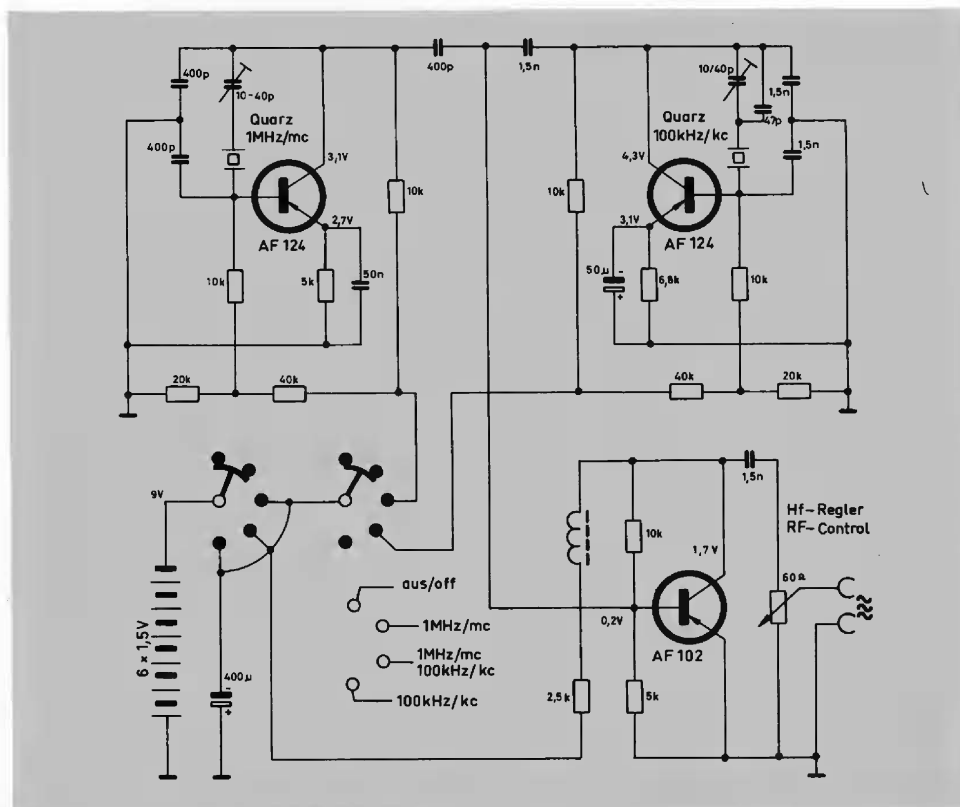 400p
10-40p
Quarz
1MHz/mc
400p
3,1V
2,7V
AF 124
10k
5k
50n
10k
20k
40k
400p
1,5n
10k
10/40p
1,5n
47p
Quarz
100kHz/kc
1,5n
4,3V
3,1V
AF 124
50µ
-
+
6,8k
10k
40k
20k
9V
6 x 1,5V
400µ
-
+
aus/off
1MHz/mc
1MHz/mc
100kHz/kc
100kHz/kc
10k
1,5n
Hf-Regler
RF-Control
1,7V
60Ω
0,2V
AF 102
2,5k
5k